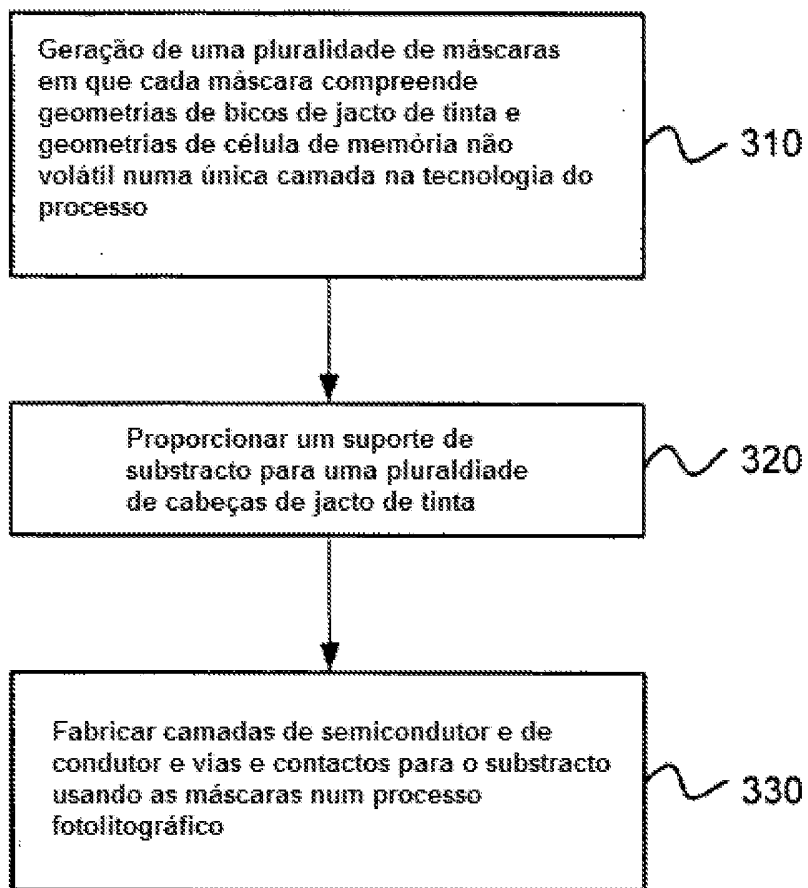 Geração de uma pluralidade de máscaras
em que cada máscara compreende
geometrias de bicos de jacto de tinta e
geometrias de célula de memória não
volátil numa única camada na tecnologia do
processo
310
Proporcionar um suporte de
substracto para uma pluraldiade
de cabeças de jacto de tinta
320
Fabricar camadas de semicondutor e de
condutor e vias e contactos para o substracto
usando as máscaras num processo
fotolitográfico
330